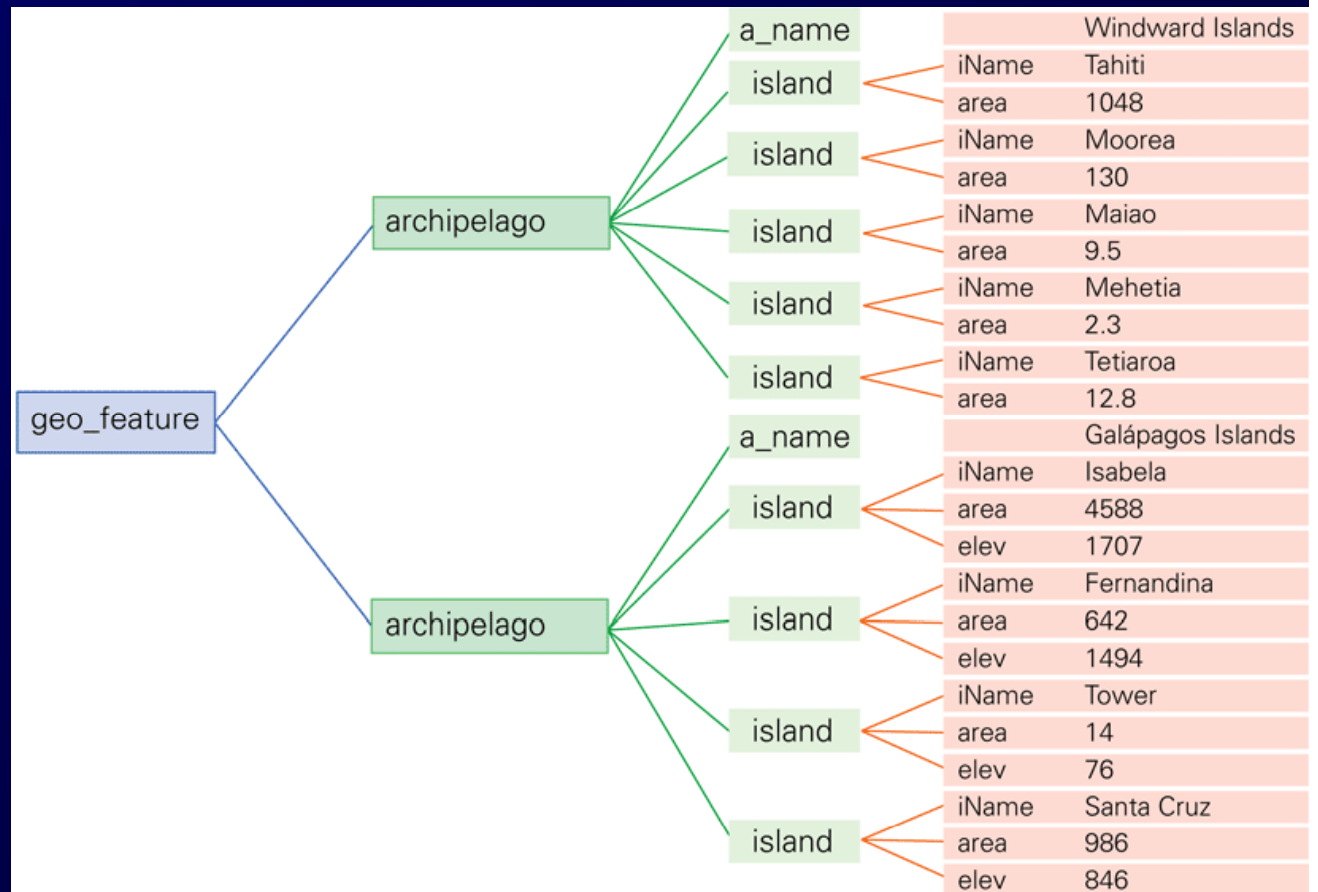 geo_feature
archipelago
a_name Windward Islands
island
iName Tahiti
area 1048
island
iName Moorea
area 130
island
iName Maiao
area 9.5
island
iName Mehetia
area 2.3
island
iName Tetiaroa
area 12.8
archipelago
a_name Galápagos Islands
island
iName Isabela
area 4588
elev 1707
island
iName Fernandina
area 642
elev 1494
island
iName Tower
area 14
elev 76
island
iName Santa Cruz
area 986
elev 846